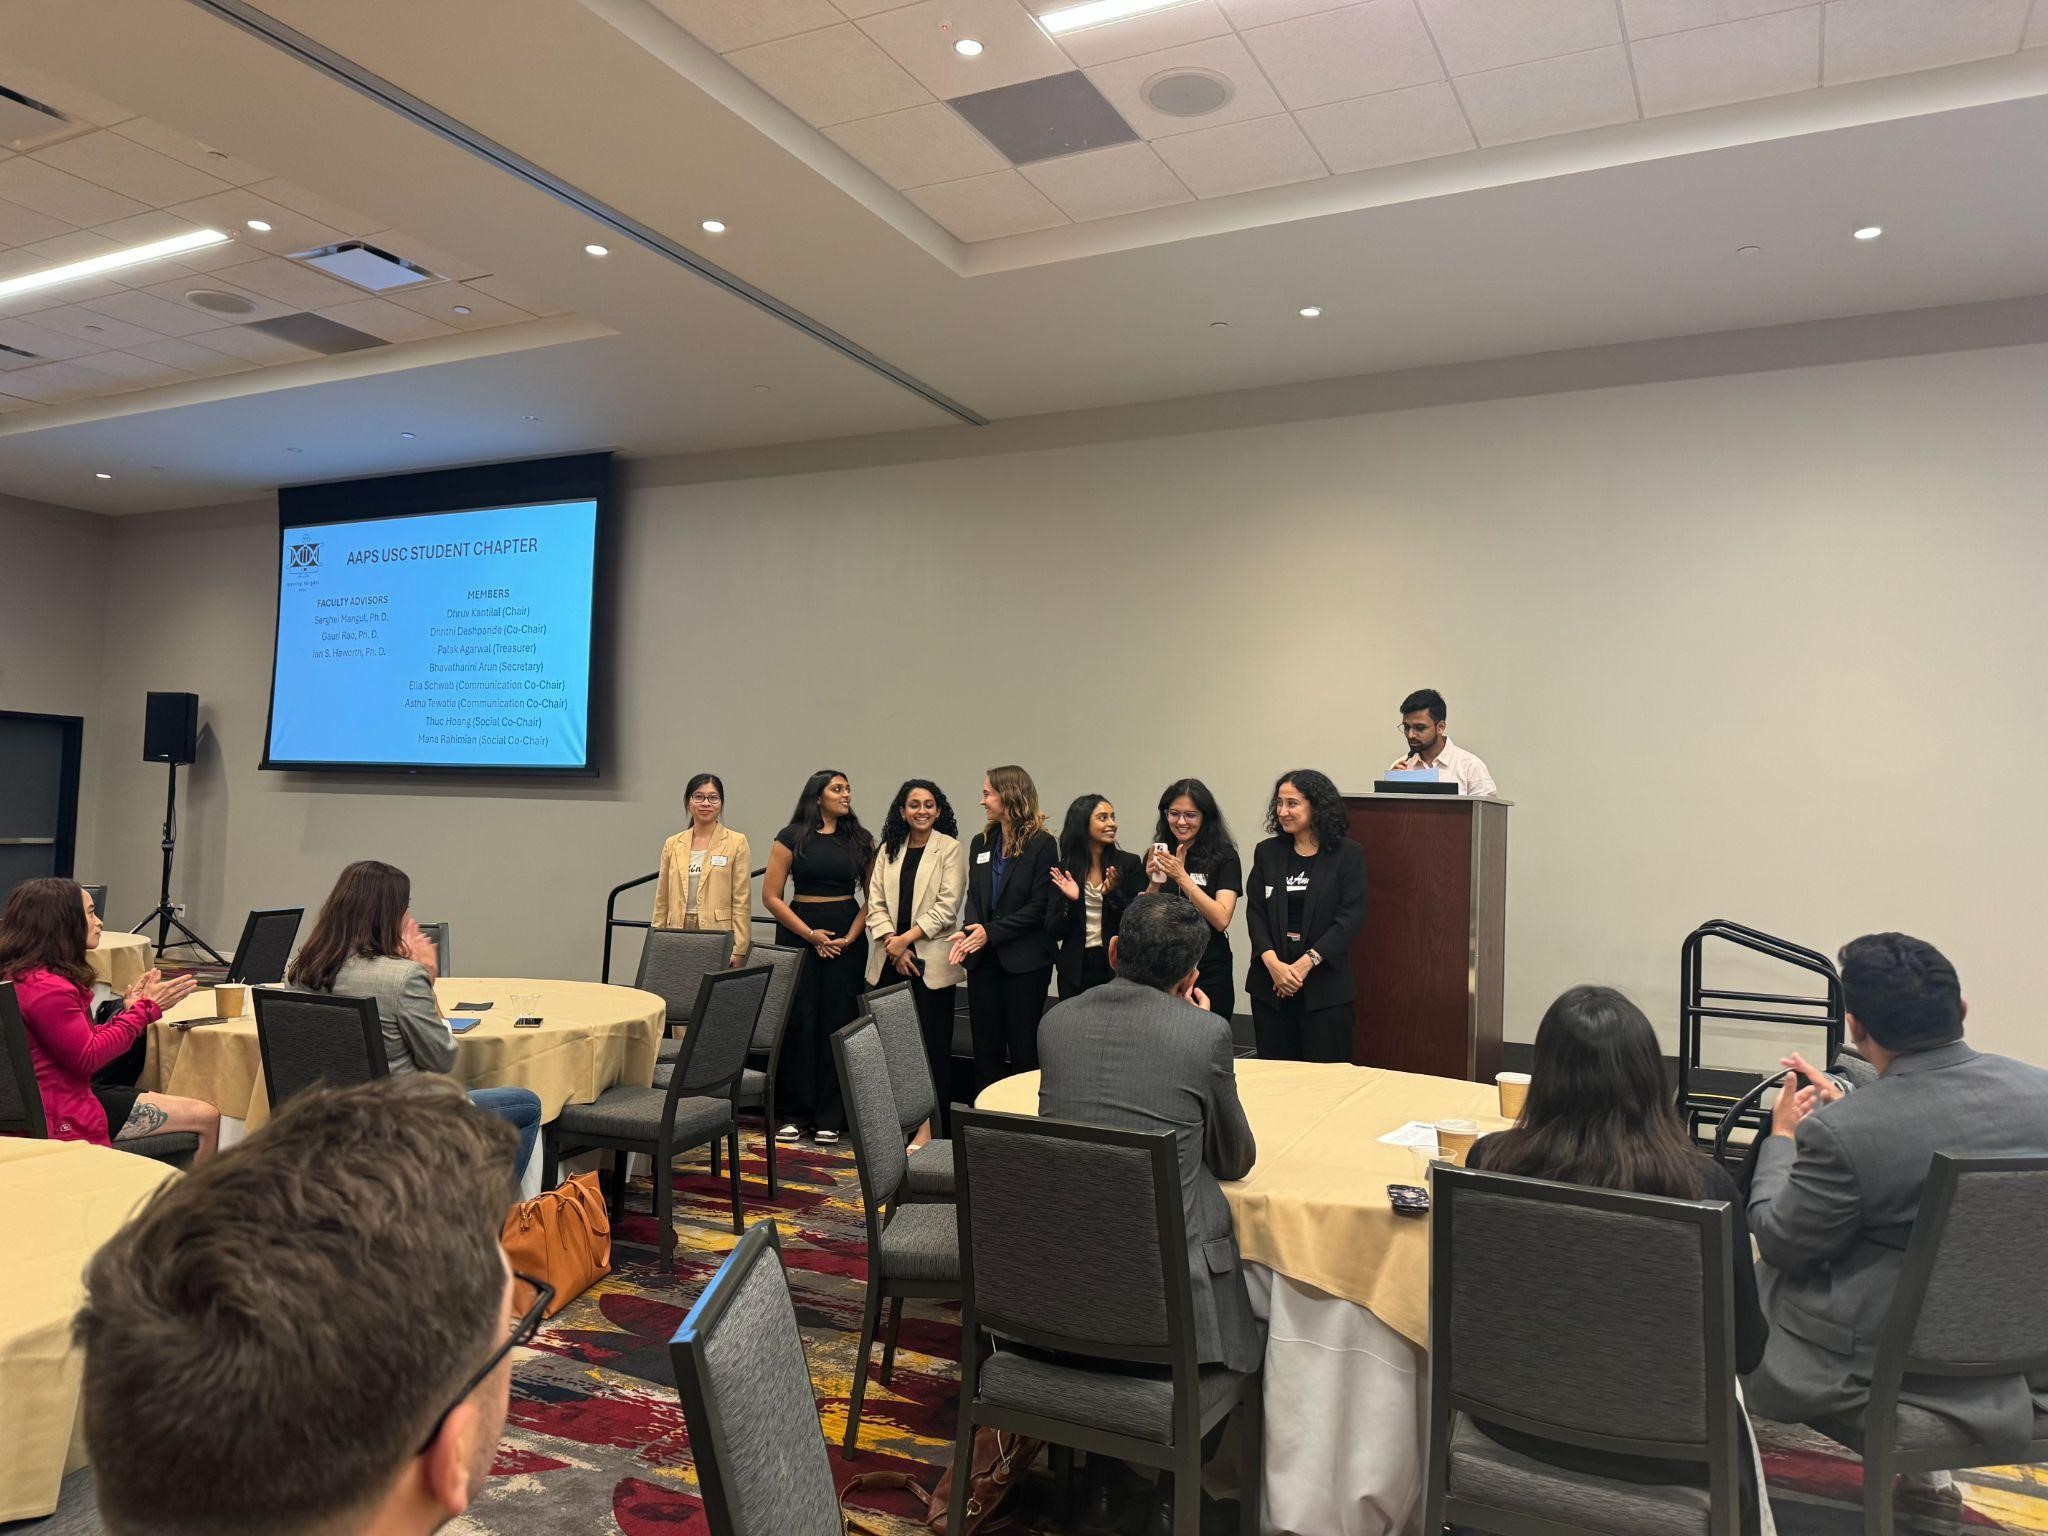 AAPS USC STUDENT CHAPTER
FACULTY ADVISORS
Serghei Mangul, Ph.D.
Gauri Rao, Ph. D.
Ian S. Haworth, Ph. D.
MEMBERS
Dhruv Kantilal (Chair)
Dhrithi Deshpande (Co-Chair)
Palak Agarwal (Treasurer)
Bhavatharini Arun (Secretary)
Ella Schwab (Communication Co-Chair)
Astha Tewatia (Communication Co-Chair)
Thuc Hoang (Social Co-Chair)
Mana Rahimian (Social Co-Chair)